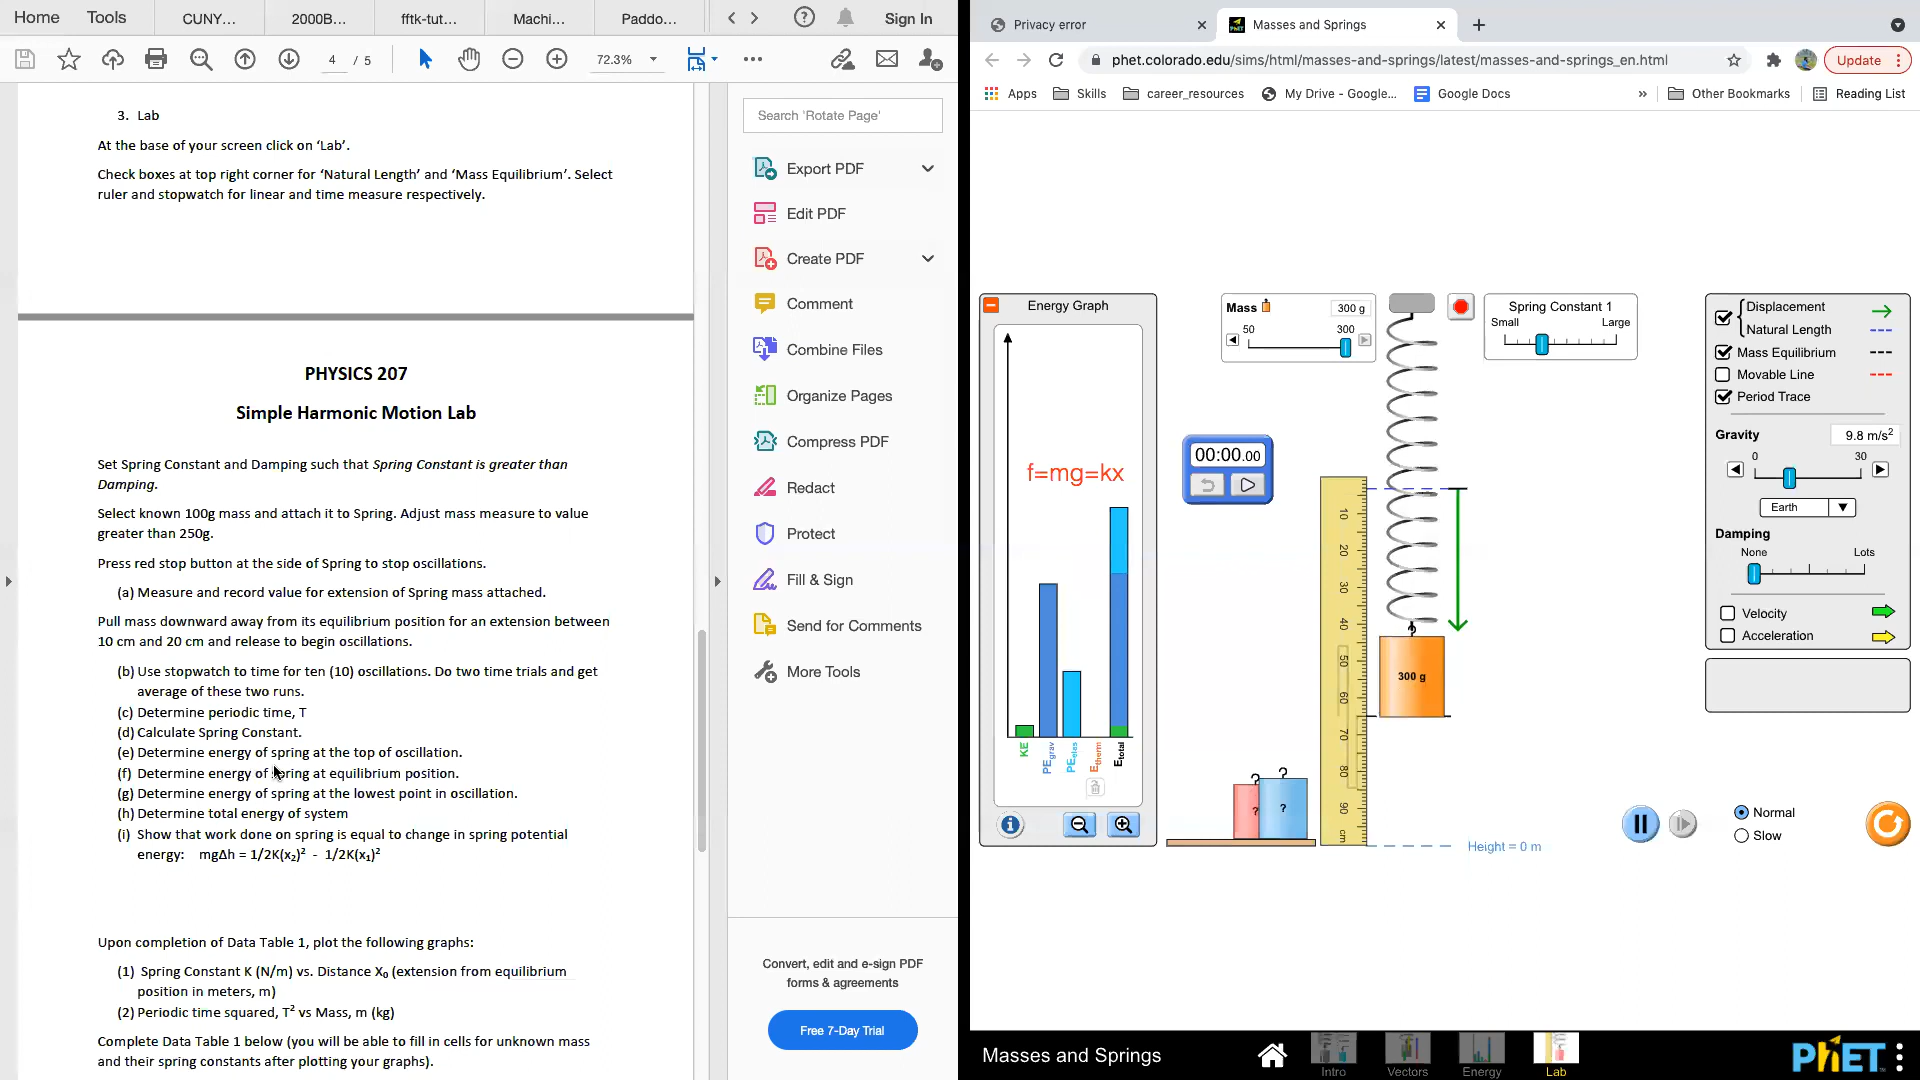 Home
Tools
CUNY...
2000B...
fftk-tut...
Machi...
Paddo...
Sign In
4 / 5
72.3%
3. Lab
At the base of your screen click on ‘Lab’.
Check boxes at top right corner for ‘Natural Length’ and ‘Mass Equilibrium’. Select
ruler and stopwatch for linear and time measure respectively.
PHYSICS 207
Simple Harmonic Motion Lab
Set Spring Constant and Damping such that Spring Constant is greater than
Damping.
Select known 100g mass and attach it to Spring. Adjust mass measure to value
greater than 250g.
Press red stop button at the side of Spring to stop oscillations.
(a) Measure and record value for extension of Spring mass attached.
Pull mass downward away from its equilibrium position for an extension between
10 cm and 20 cm and release to begin oscillations.
(b) Use stopwatch to time for ten (10) oscillations. Do two time trials and get
average of these two runs.
(c) Determine periodic time, T
(d) Calculate Spring Constant.
(e) Determine energy of spring at the top of oscillation.
(f) Determine energy of spring at equilibrium position.
(g) Determine energy of spring at the lowest point in oscillation.
(h) Determine total energy of system
(i) Show that work done on spring is equal to change in spring potential
energy: mgΔh = 1/2K(x₂)² - 1/2K(x₁)²
Upon completion of Data Table 1, plot the following graphs:
(1) Spring Constant K (N/m) vs. Distance X₀ (extension from equilibrium
position in meters, m)
(2) Periodic time squared, T² vs Mass, m (kg)
Complete Data Table 1 below (you will be able to fill in cells for unknown mass
and their spring constants after plotting your graphs).
Search 'Rotate Page'
Export PDF
Edit PDF
Create PDF
Comment
Combine Files
Organize Pages
Compress PDF
Redact
Protect
Fill & Sign
Send for Comments
More Tools
Convert, edit and e-sign PDF
forms & agreements
Free 7-Day Trial
Privacy error
Masses and Springs
phet.colorado.edu/sims/html/masses-and-springs/latest/masses-and-springs_en.html
Update
Apps
Skills
career_resources
My Drive - Google...
Google Docs
»
Other Bookmarks
Reading List
Energy Graph
f=mg=kx
KE
PEgrav
PEelas
Etherm
Etotal
Mass
300 g
50
300
Spring Constant 1
Small
Large
00:00.00
10
20
30
40
50
60
70
80
90
cm
300 g
?
?
Height = 0 m
Displacement
Natural Length
Mass Equilibrium
Movable Line
Period Trace
Gravity
9.8 m/s²
0
30
Earth
Damping
None
Lots
Velocity
Acceleration
Normal
Slow
Masses and Springs
Intro
Vectors
Energy
Lab
PhET